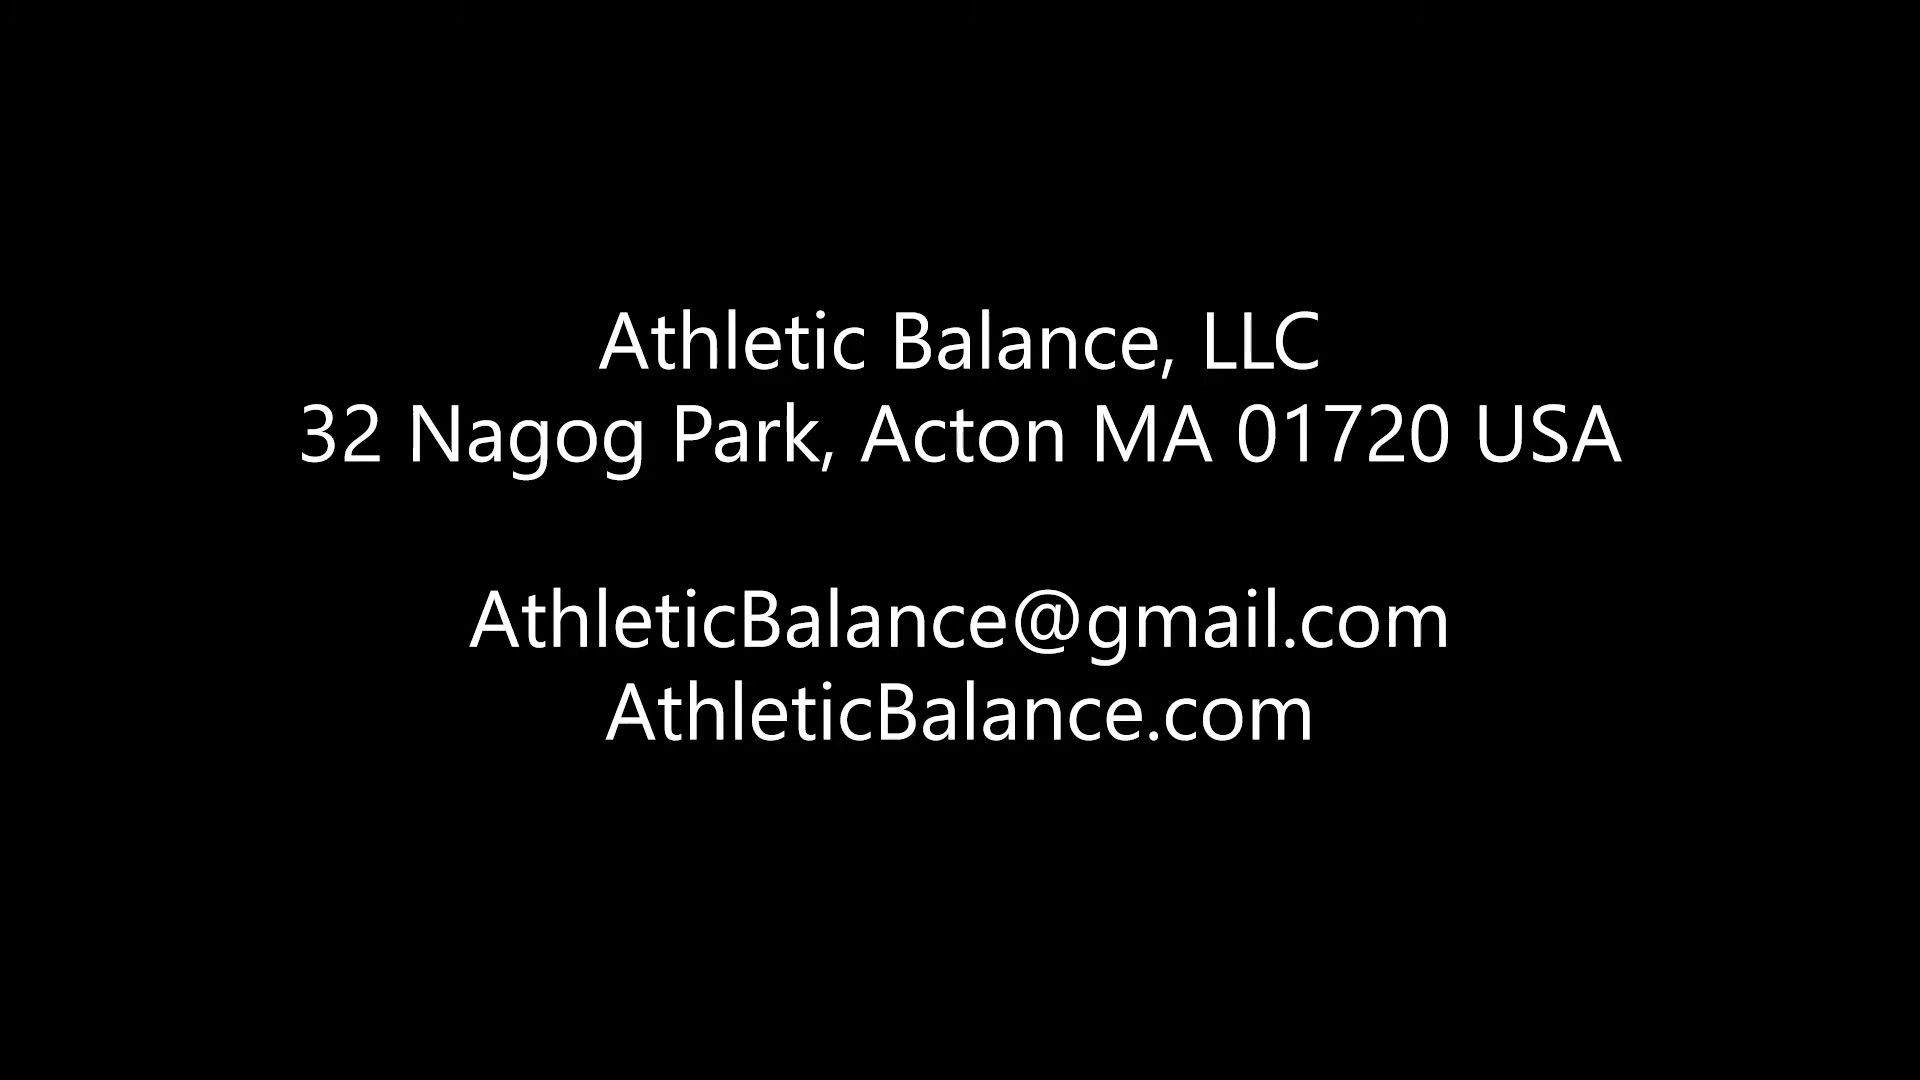 Athletic Balance, LLC
32 Nagog Park, Acton MA 01720 USA
AthleticBalance@gmail.com
AthleticBalance.com